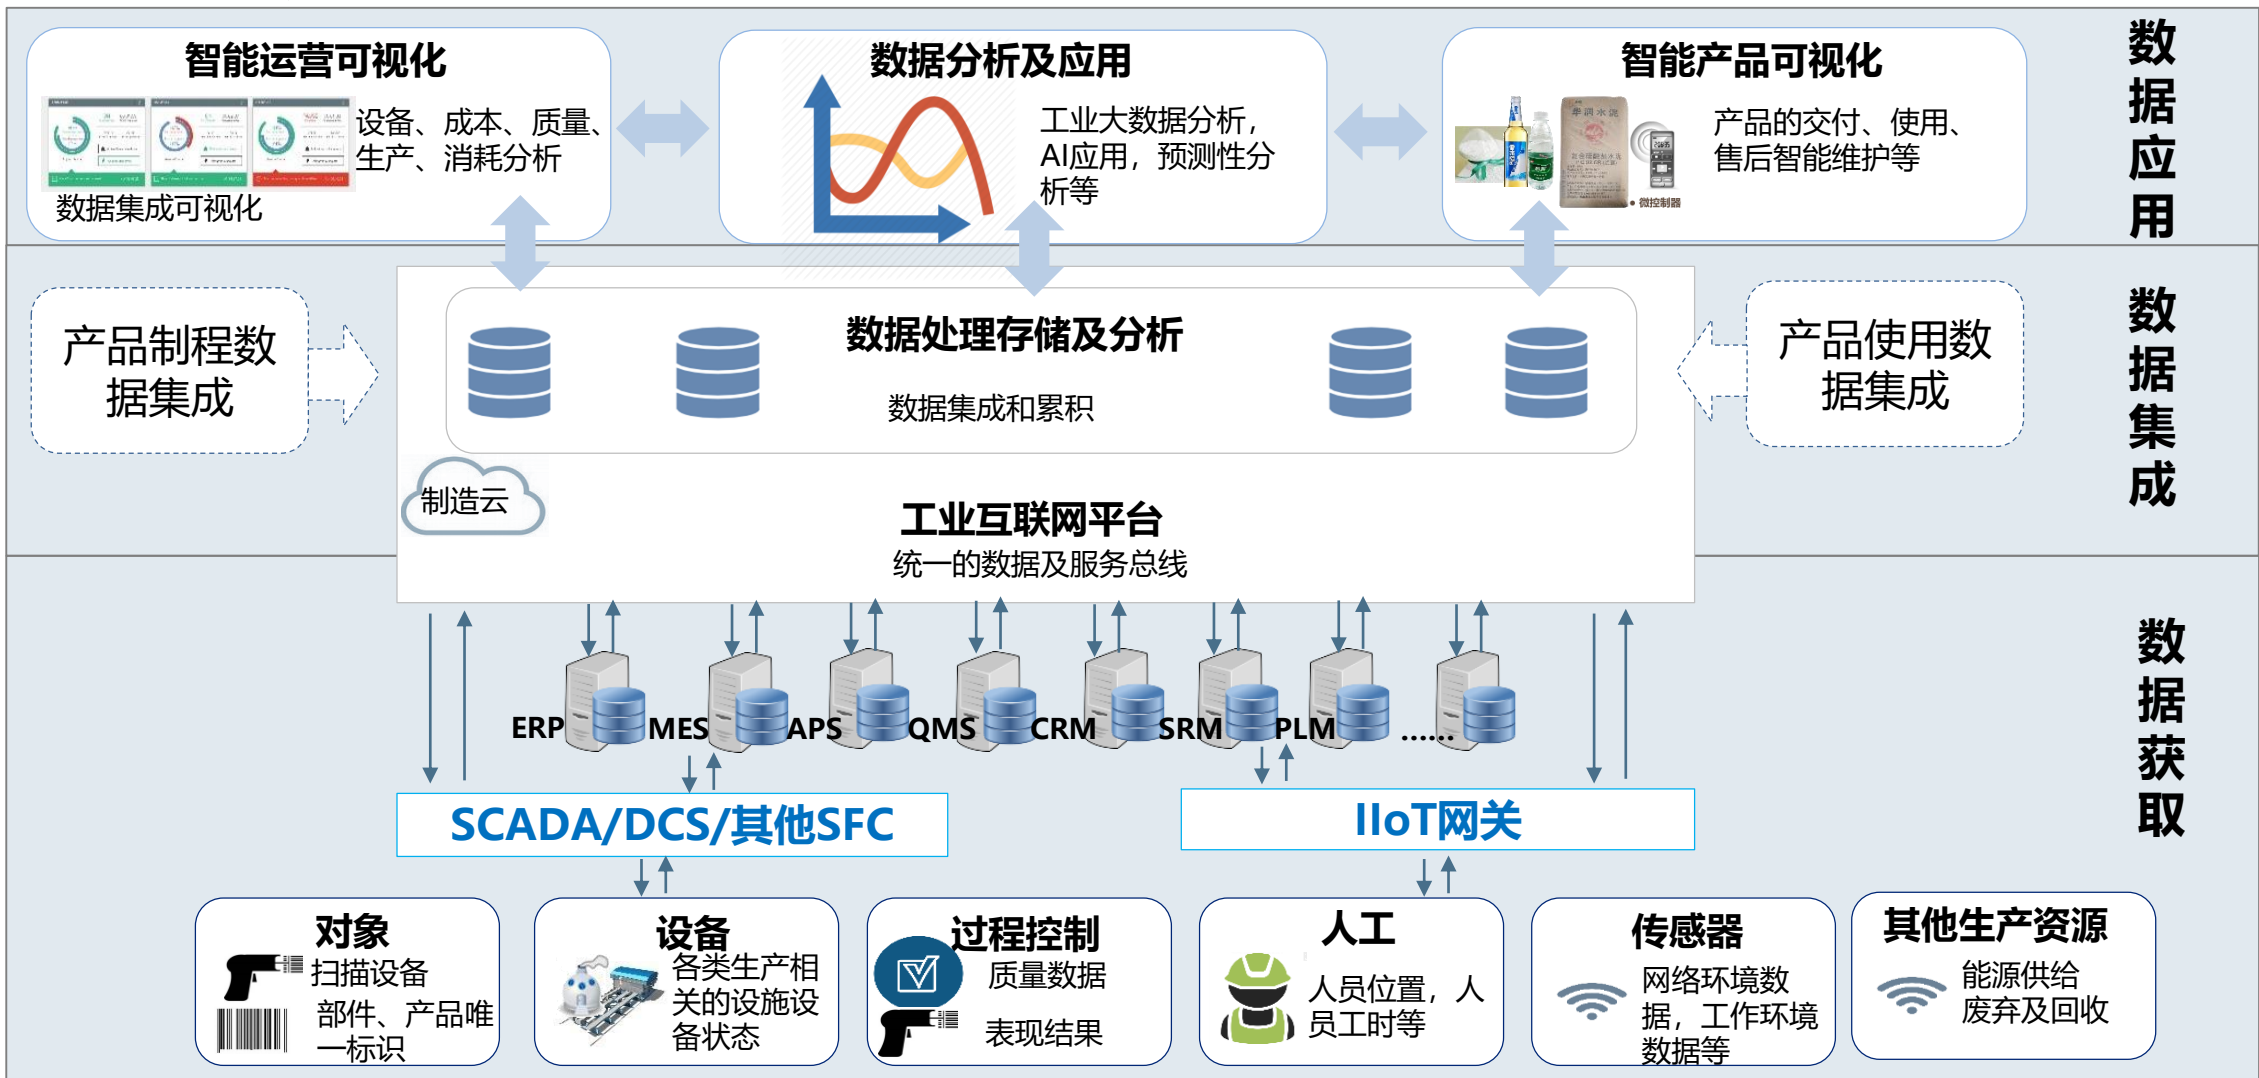 智能运营可视化
设备、成本、质量、
生产、消耗分析
数据集成可视化
数据分析及应用
工业大数据分析，
AI应用，预测性分
析等
智能产品可视化
产品的交付、使用、
售后智能维护等
• 微控制器
数据应用
产品制程数
据集成
数据处理存储及分析
数据集成和累积
产品使用数
据集成
数据集成
制造云
工业互联网平台
统一的数据及服务总线
ERP
MES
APS
QMS
CRM
SRM
PLM
......
数据获取
SCADA/DCS/其他SFC
IIoT网关
对象
扫描设备
部件、产品唯
一标识
设备
各类生产相
关的设施设
备状态
过程控制
质量数据
表现结果
人工
人员位置，人
员工时等
传感器
网络环境数
据，工作环境
数据等
其他生产资源
能源供给
废弃及回收